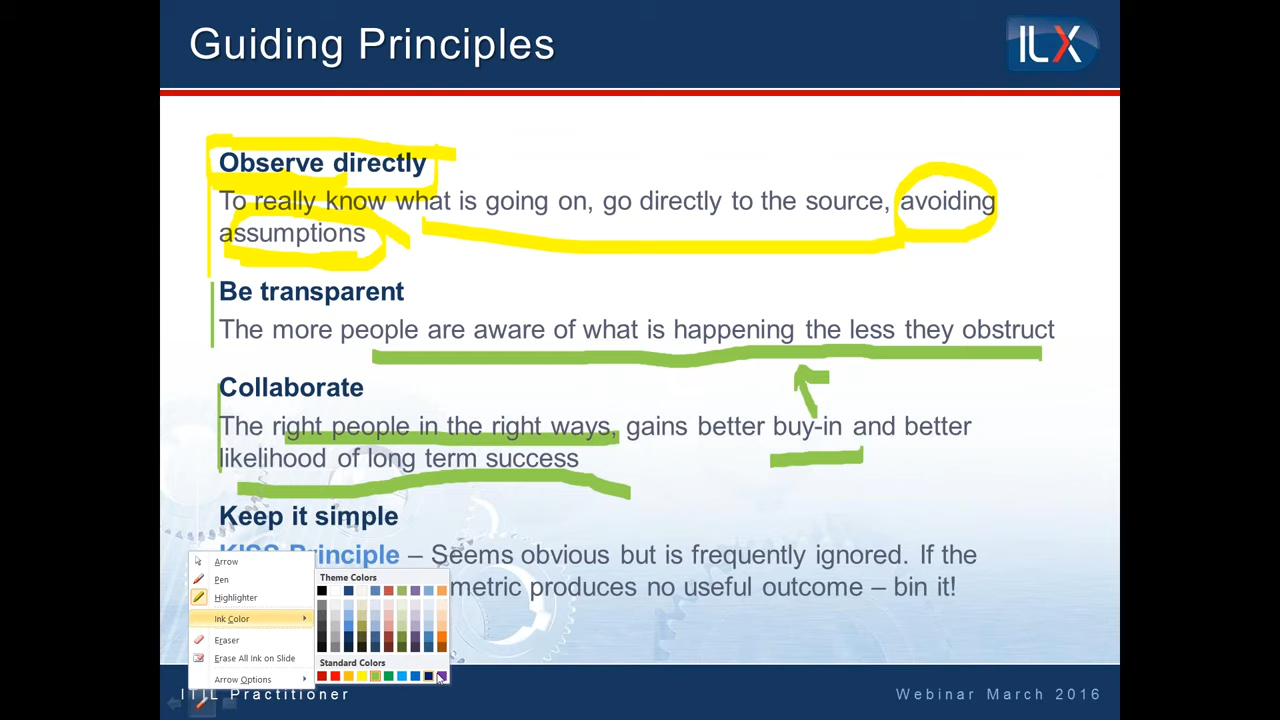 Guiding Principles
ILX
Observe directly
To really know what is going on, go directly to the source, avoiding
assumptions
Be transparent
The more people are aware of what is happening the less they obstruct
Collaborate
The right people in the right ways, gains better buy-in and better
likelihood of long term success
Keep it simple
KISS Principle – Seems obvious but is frequently ignored. If the
metric produces no useful outcome – bin it!
Arrow
Pen
Highlighter
Ink Color
Eraser
Erase All Ink on Slide
Arrow Options
Theme Colors
Standard Colors
ITIL Practitioner
Webinar March 2016